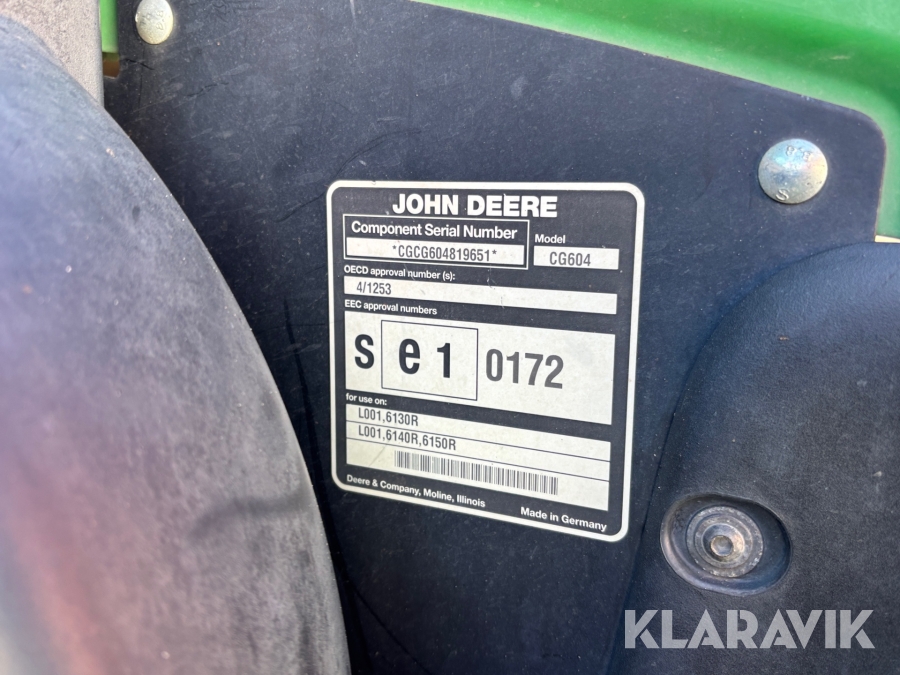 JOHN DEERE
Component Serial Number
*CGCG604819651*
Model
CG604
OECD approval number (s):
4/1253
EEC approval numbers
s e 1 0172
for use on:
L001,6130R
L001,6140R,6150R
Deere & Company, Moline, Illinois
Made in Germany
KLARAVIK